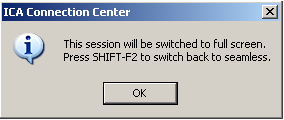 ICA Connection Center
This session will be switched to full screen.
Press SHIFT-F2 to switch back to seamless.
OK